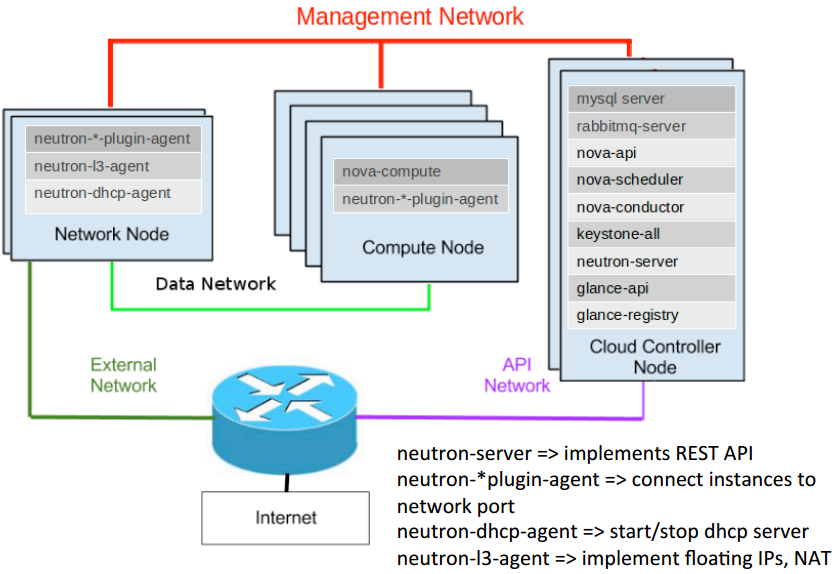 Management Network
neutron-*-plugin-agent
neutron-l3-agent
neutron-dhcp-agent
Network Node
nova-compute
neutron-*-plugin-agent
Compute Node
mysql server
rabbitmq-server
nova-api
nova-scheduler
nova-conductor
keystone-all
neutron-server
glance-api
glance-registry
Cloud Controller
Node
Data Network
External
Network
API
Network
Internet
neutron-server => implements REST API
neutron-*plugin-agent => connect instances to
network port
neutron-dhcp-agent => start/stop dhcp server
neutron-l3-agent => implement floating IPs, NAT